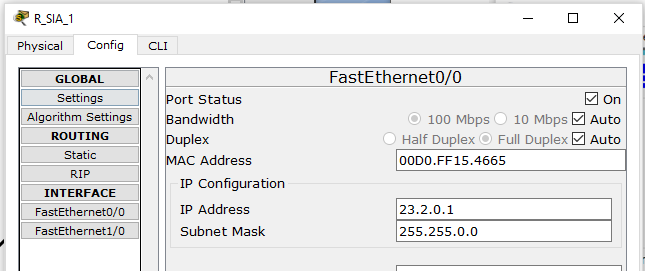 R_SIA_1
Physical Config CLI
GLOBAL
Settings
Algorithm Settings
ROUTING
Static
RIP
INTERFACE
FastEthernet0/0
FastEthernet1/0
FastEthernet0/0
Port Status On
Bandwidth 100 Mbps 10 Mbps Auto
Duplex Half Duplex Full Duplex Auto
MAC Address 00D0.FF15.4665
IP Configuration
IP Address 23.2.0.1
Subnet Mask 255.255.0.0